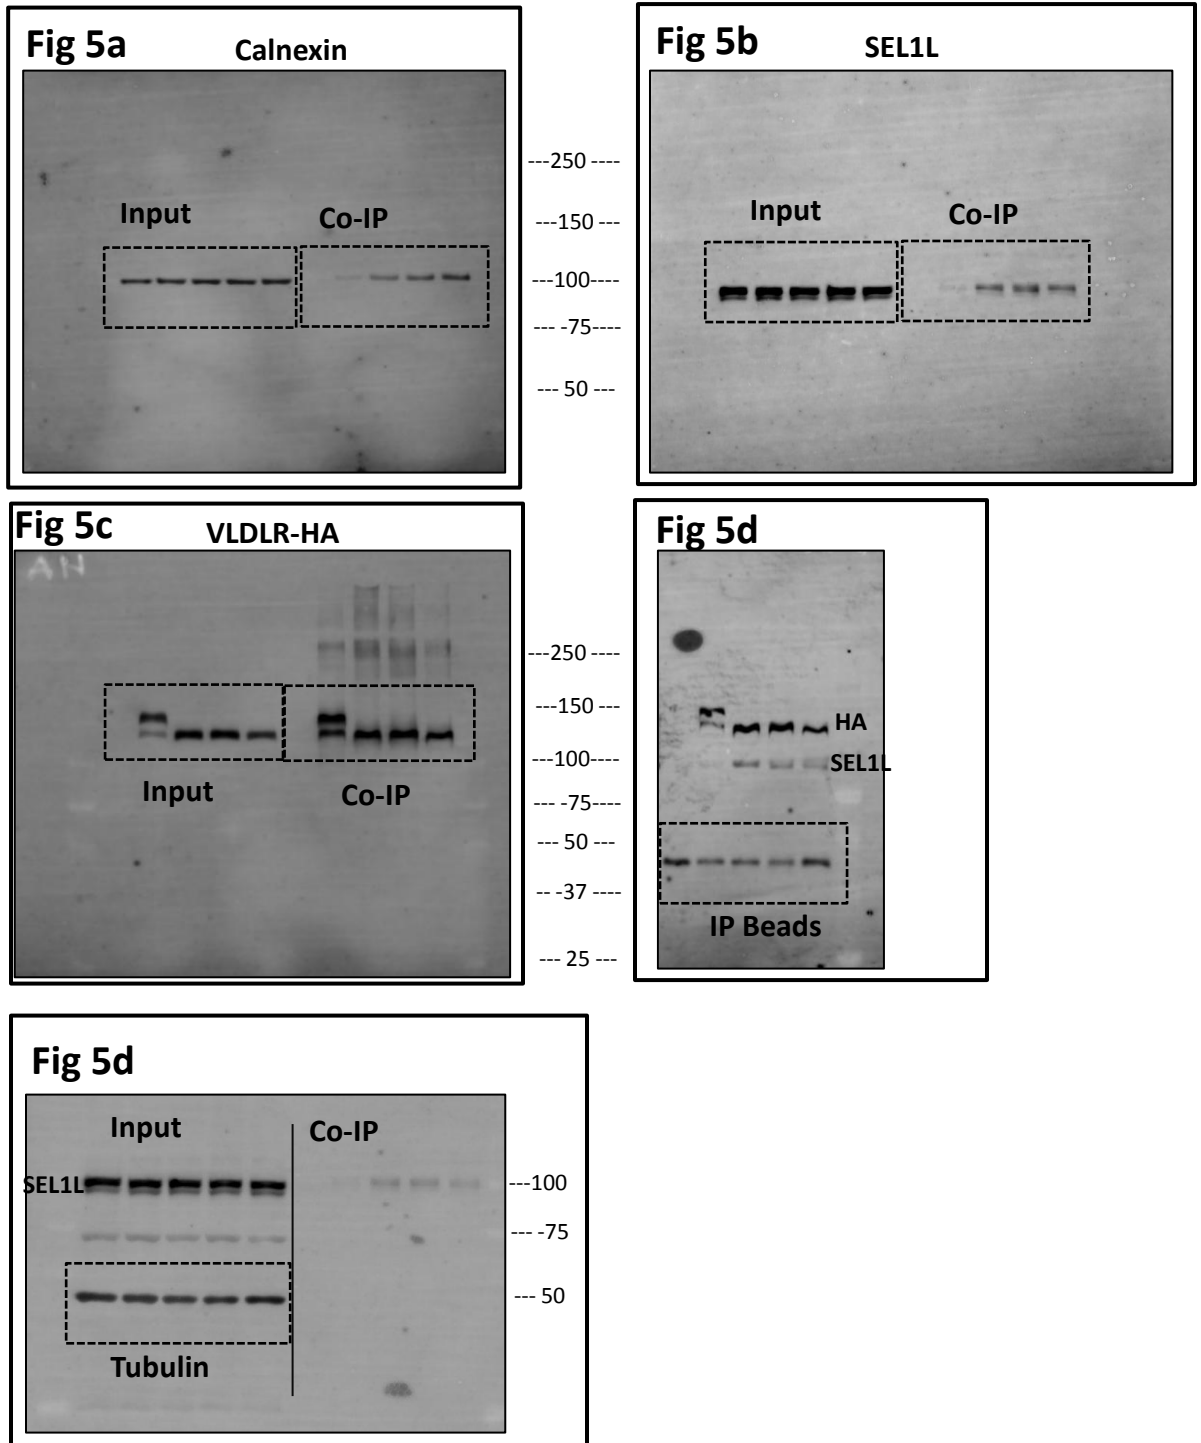 Fig 5a
Calnexin
Input
Co-IP
---250 ----
---150 ----
---100----
--- -75----
--- 50 ---
Fig 5b
SEL1L
Input
Co-IP
Fig 5c
VLDLR-HA
HA
Input
Co-IP
---250 ----
---150 ----
---100----
--- -75----
--- 50 ---
-- -37 ----
--- 25 ---
Fig 5d
HA
SEL1L
IP Beads
Fig 5d
Input
Co-IP
SEL1L
---100
--- -75
--- 50
Tubulin